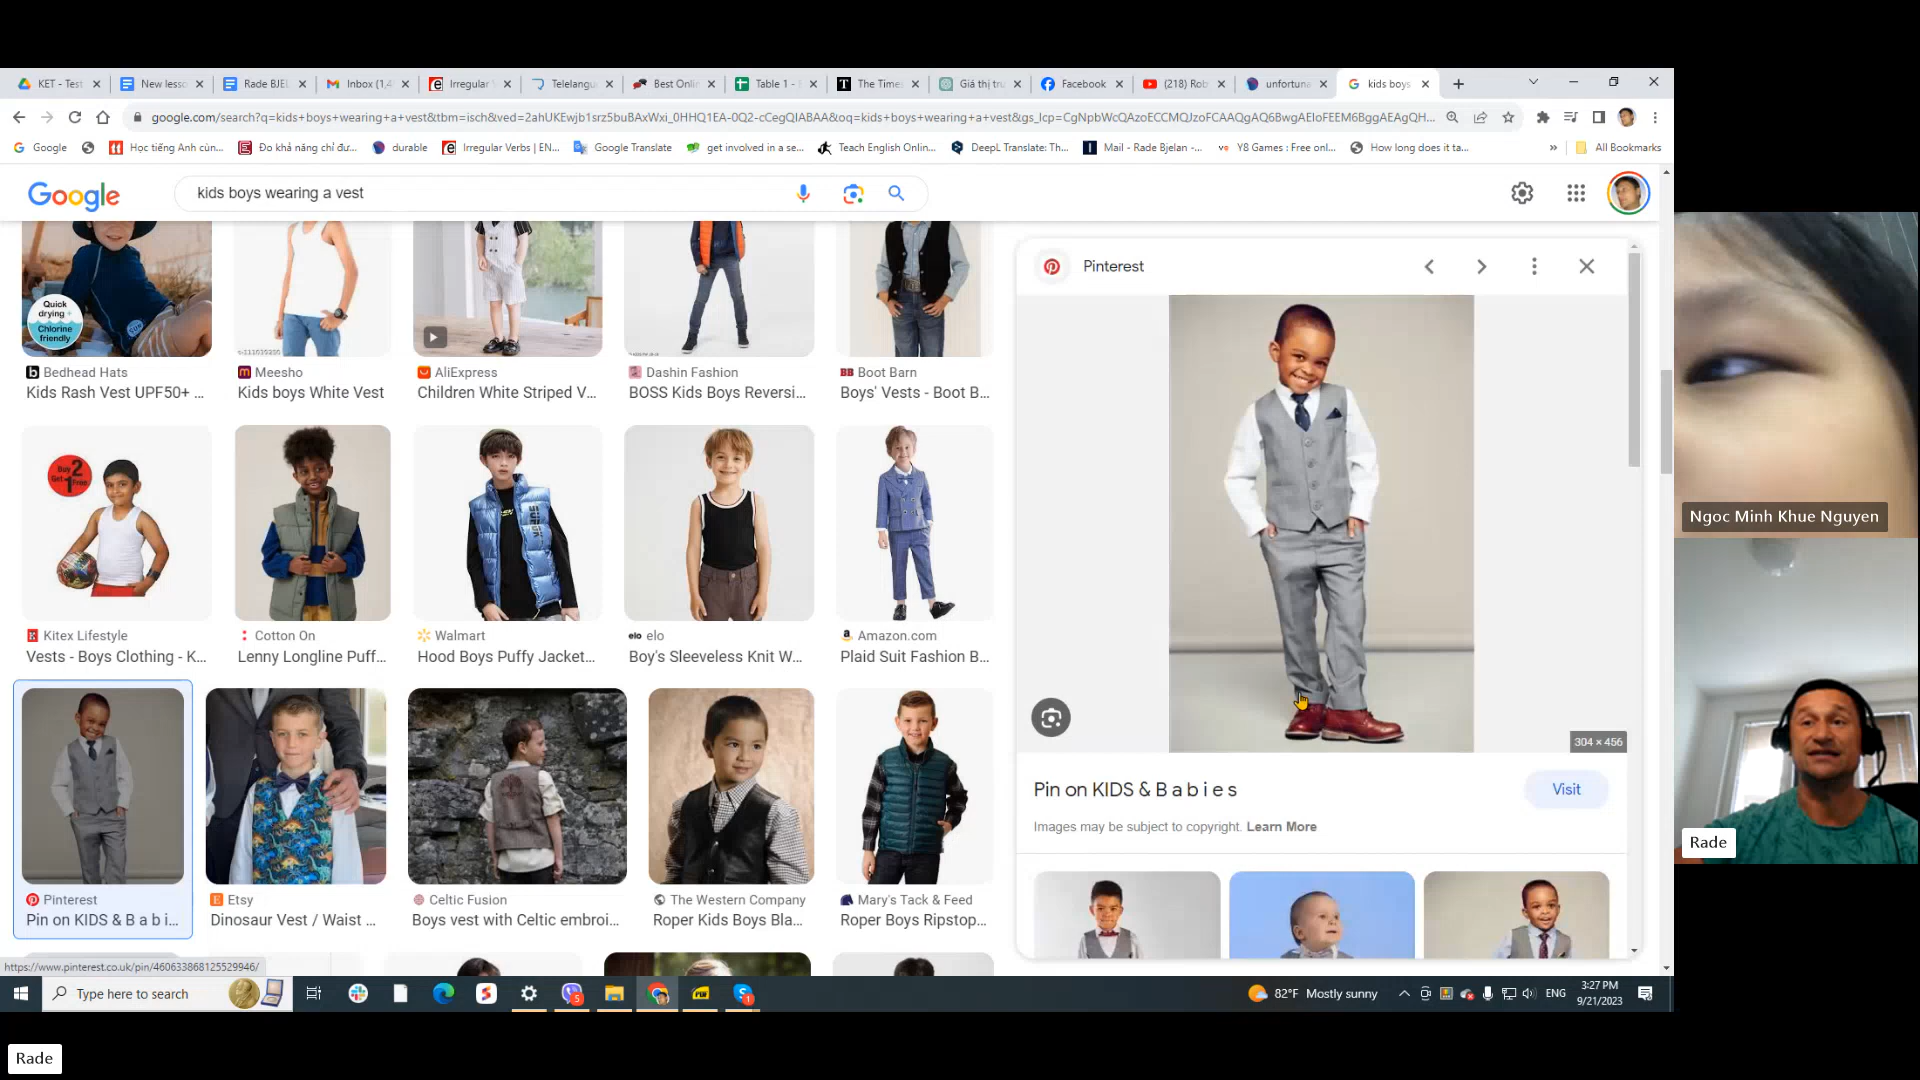 KET - Test
New lesso
Rade BJEL
Inbox (1,4
Irregular V
Telelangu
Best Onli
Table 1 - E
The Times
Giá thị trư
Facebook
(218) Rob
unfortuna
kids boys
google.com/search?q=kids+boys+wearing+a+vest&tbm=isch&ved=2ahUKEwjb1srz5buBAxWxi_0HHQ1EA-0Q2-cCegQIABAA&oq=kids+boys+wearing+a+vest&gs_lcp=CgNpbWcQAzoECCMQJzoFCAAQgAQ6BwgAEIoFEEM6BggAEAgQH...
Google
Học tiếng Anh cùn...
Đo khả năng chỉ đư...
durable
Irregular Verbs | EN...
Google Translate
get involved in a se...
Teach English Onlin...
DeepL Translate: Th...
Mail - Rade Bjelan -...
Y8 Games : Free onl...
How long does it ta...
»
All Bookmarks
Google
kids boys wearing a vest
Quick
drying +
Chlorine
friendly
Bedhead Hats
Kids Rash Vest UPF50+ ...
Meesho
Kids boys White Vest
AliExpress
Children White Striped V...
Dashin Fashion
BOSS Kids Boys Reversi...
Boot Barn
Boys' Vests - Boot B...
Buy 2
Get 1 Free
Kitex Lifestyle
Vests - Boys Clothing - K...
Cotton On
Lenny Longline Puff...
Walmart
Hood Boys Puffy Jacket...
elo
Boy's Sleeveless Knit W...
Amazon.com
Plaid Suit Fashion B...
Pinterest
Pin on KIDS & B a b i...
Etsy
Dinosaur Vest / Waist ...
Celtic Fusion
Boys vest with Celtic embroi...
The Western Company
Roper Kids Boys Bla...
Mary's Tack & Feed
Roper Boys Ripstop...
Pinterest
304 × 456
Pin on KIDS & B a b i e s
Visit
Images may be subject to copyright. Learn More
https://www.pinterest.co.uk/pin/460633868125529946/
Type here to search
82°F Mostly sunny
ENG
3:27 PM
9/21/2023
Ngoc Minh Khue Nguyen
Rade
Rade